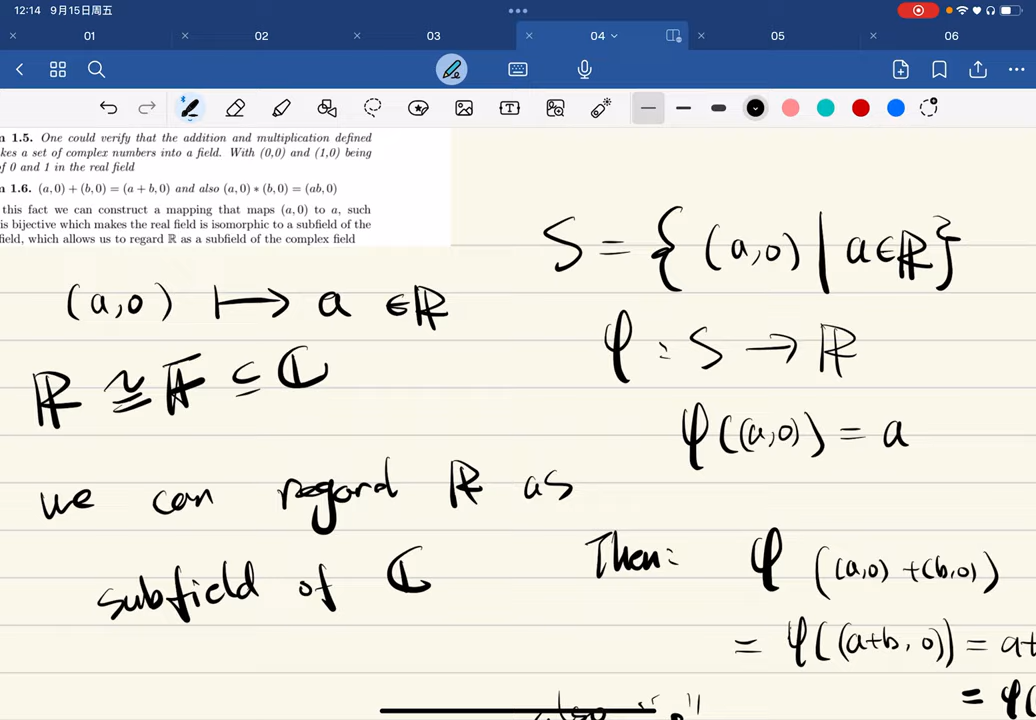 12:14 9月15日周五
01 02 03 04 05 06
n 1.5. One could verify that the addition and multiplication defined
kes a set of complex numbers into a field. With (0,0) and (1,0) being
of 0 and 1 in the real field
n 1.6. (a, 0) + (b, 0) = (a + b, 0) and also (a, 0) ∗ (b, 0) = (ab, 0)
this fact we can construct a mapping that maps (a, 0) to a, such
is bijective which makes the real field is isomorphic to a subfield of the
field, which allows us to regard ℝ as a subfield of the complex field
(a,0) ⟼ a ∈ℝ
ℝ ≅ 𝔽 ⊆ ℂ
we can regard ℝ as
subfield of ℂ
S = { (a,0) | a∈ℝ}
φ : S → ℝ
φ((a,0)) = a
Then: φ ((a,0) +(b,0))
= φ((a+b, 0)) = a+
= φ(
also "0"